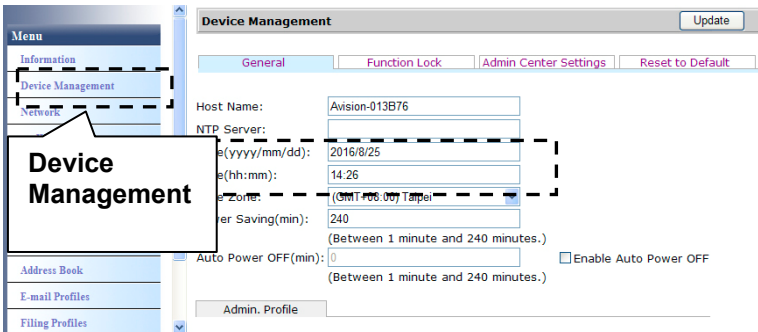 Menu
Information
Device Management
Network
Device
Management
Address Book
E-mail Profiles
Filing Profiles
Device Management
Update
General
Function Lock
Admin Center Settings
Reset to Default
Host Name: Avision-013B76
NTP Server:
(yyyy/mm/dd): 2016/8/25
(hh:mm): 14:26
Zone: (GMT+08:00) Taipei
Saving(min): 240
(Between 1 minute and 240 minutes.)
Auto Power OFF(min): 0
Enable Auto Power OFF
(Between 1 minute and 240 minutes.)
Admin. Profile